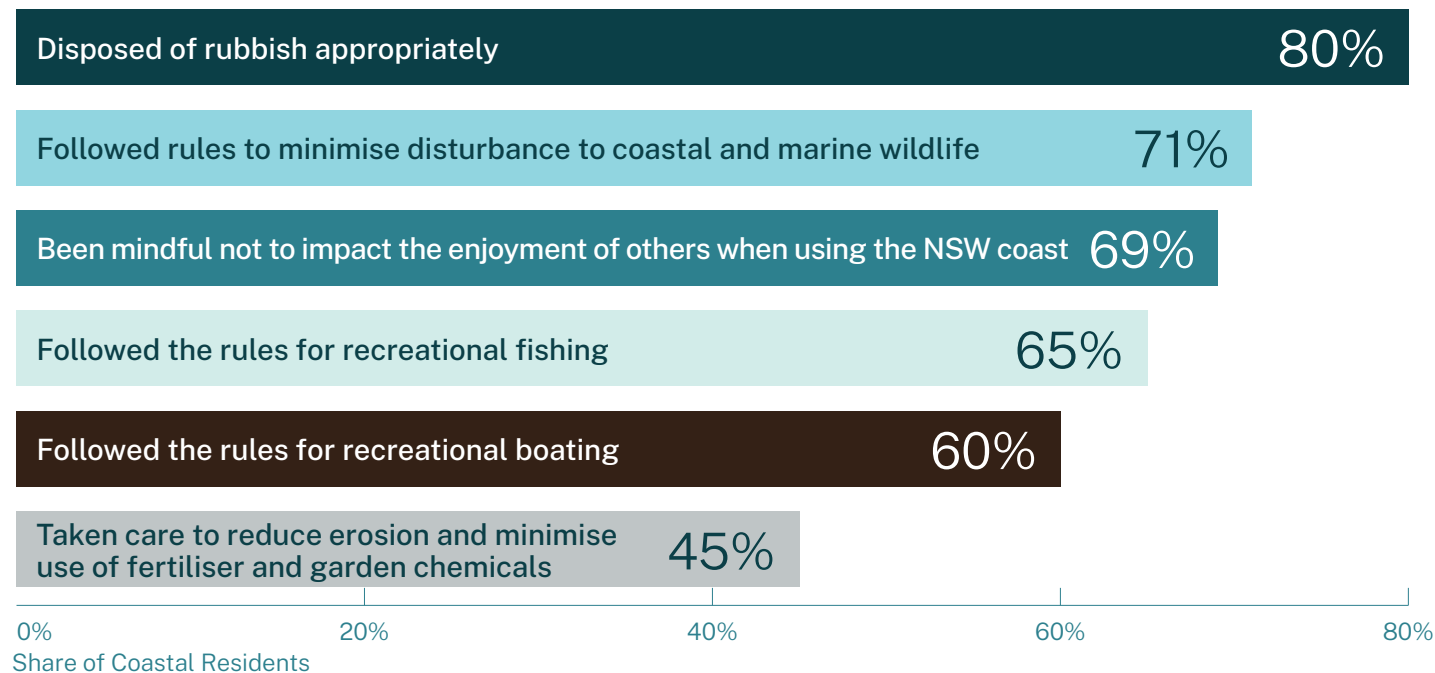 Disposed of rubbish appropriately 80%
Followed rules to minimise disturbance to coastal and marine wildlife 71%
Been mindful not to impact the enjoyment of others when using the NSW coast 69%
Followed the rules for recreational fishing 65%
Followed the rules for recreational boating 60%
Taken care to reduce erosion and minimise
use of fertiliser and garden chemicals 45%
0% 20% 40% 60% 80%
Share of Coastal Residents